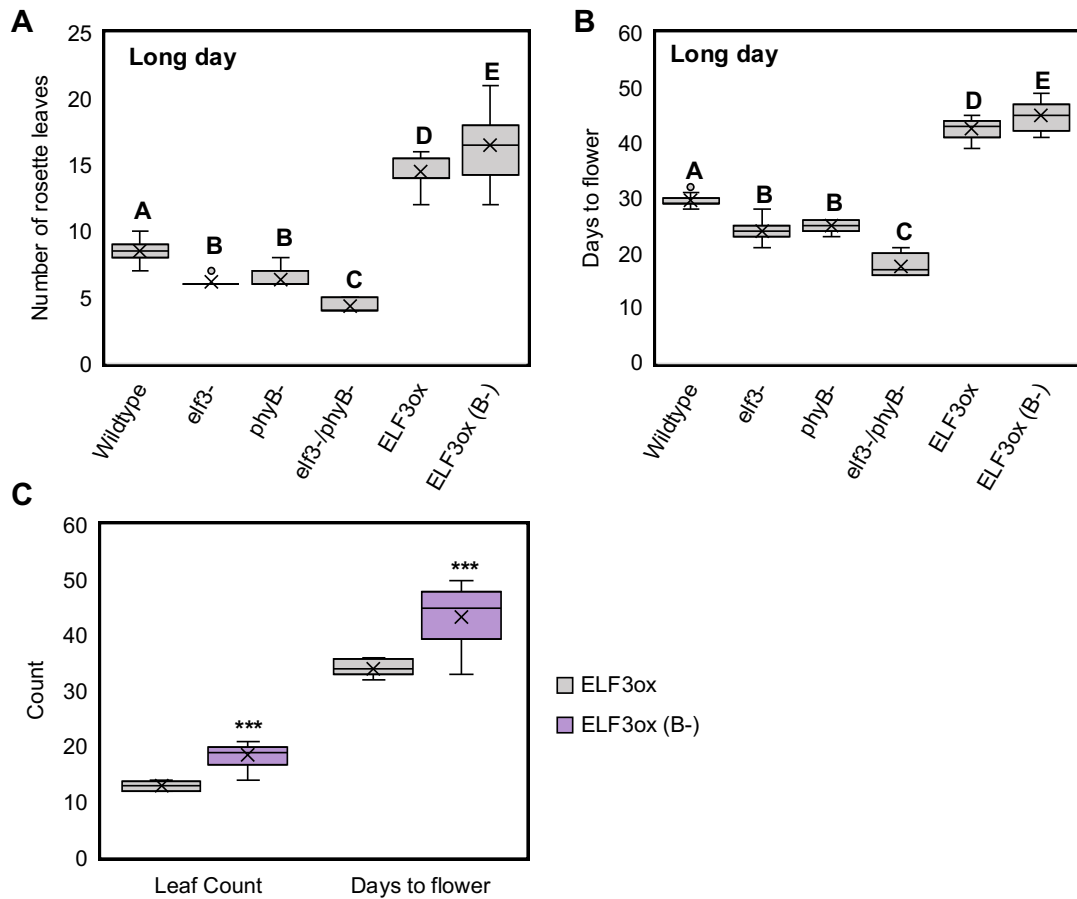 A
Number of rosette leaves
25
20
15
10
5
0
Long day
A
B
B
C
D
E
Wildtype
elf3-
phyB-
elf3-/phyB-
ELF3ox
ELF3ox (B-)
B
Days to flower
60
50
40
30
20
10
0
Long day
A
B
B
C
D
E
Wildtype
elf3-
phyB-
elf3-/phyB-
ELF3ox
ELF3ox (B-)
C
Count
60
50
40
30
20
10
0
***
***
Leaf Count
Days to flower
ELF3ox
ELF3ox (B-)